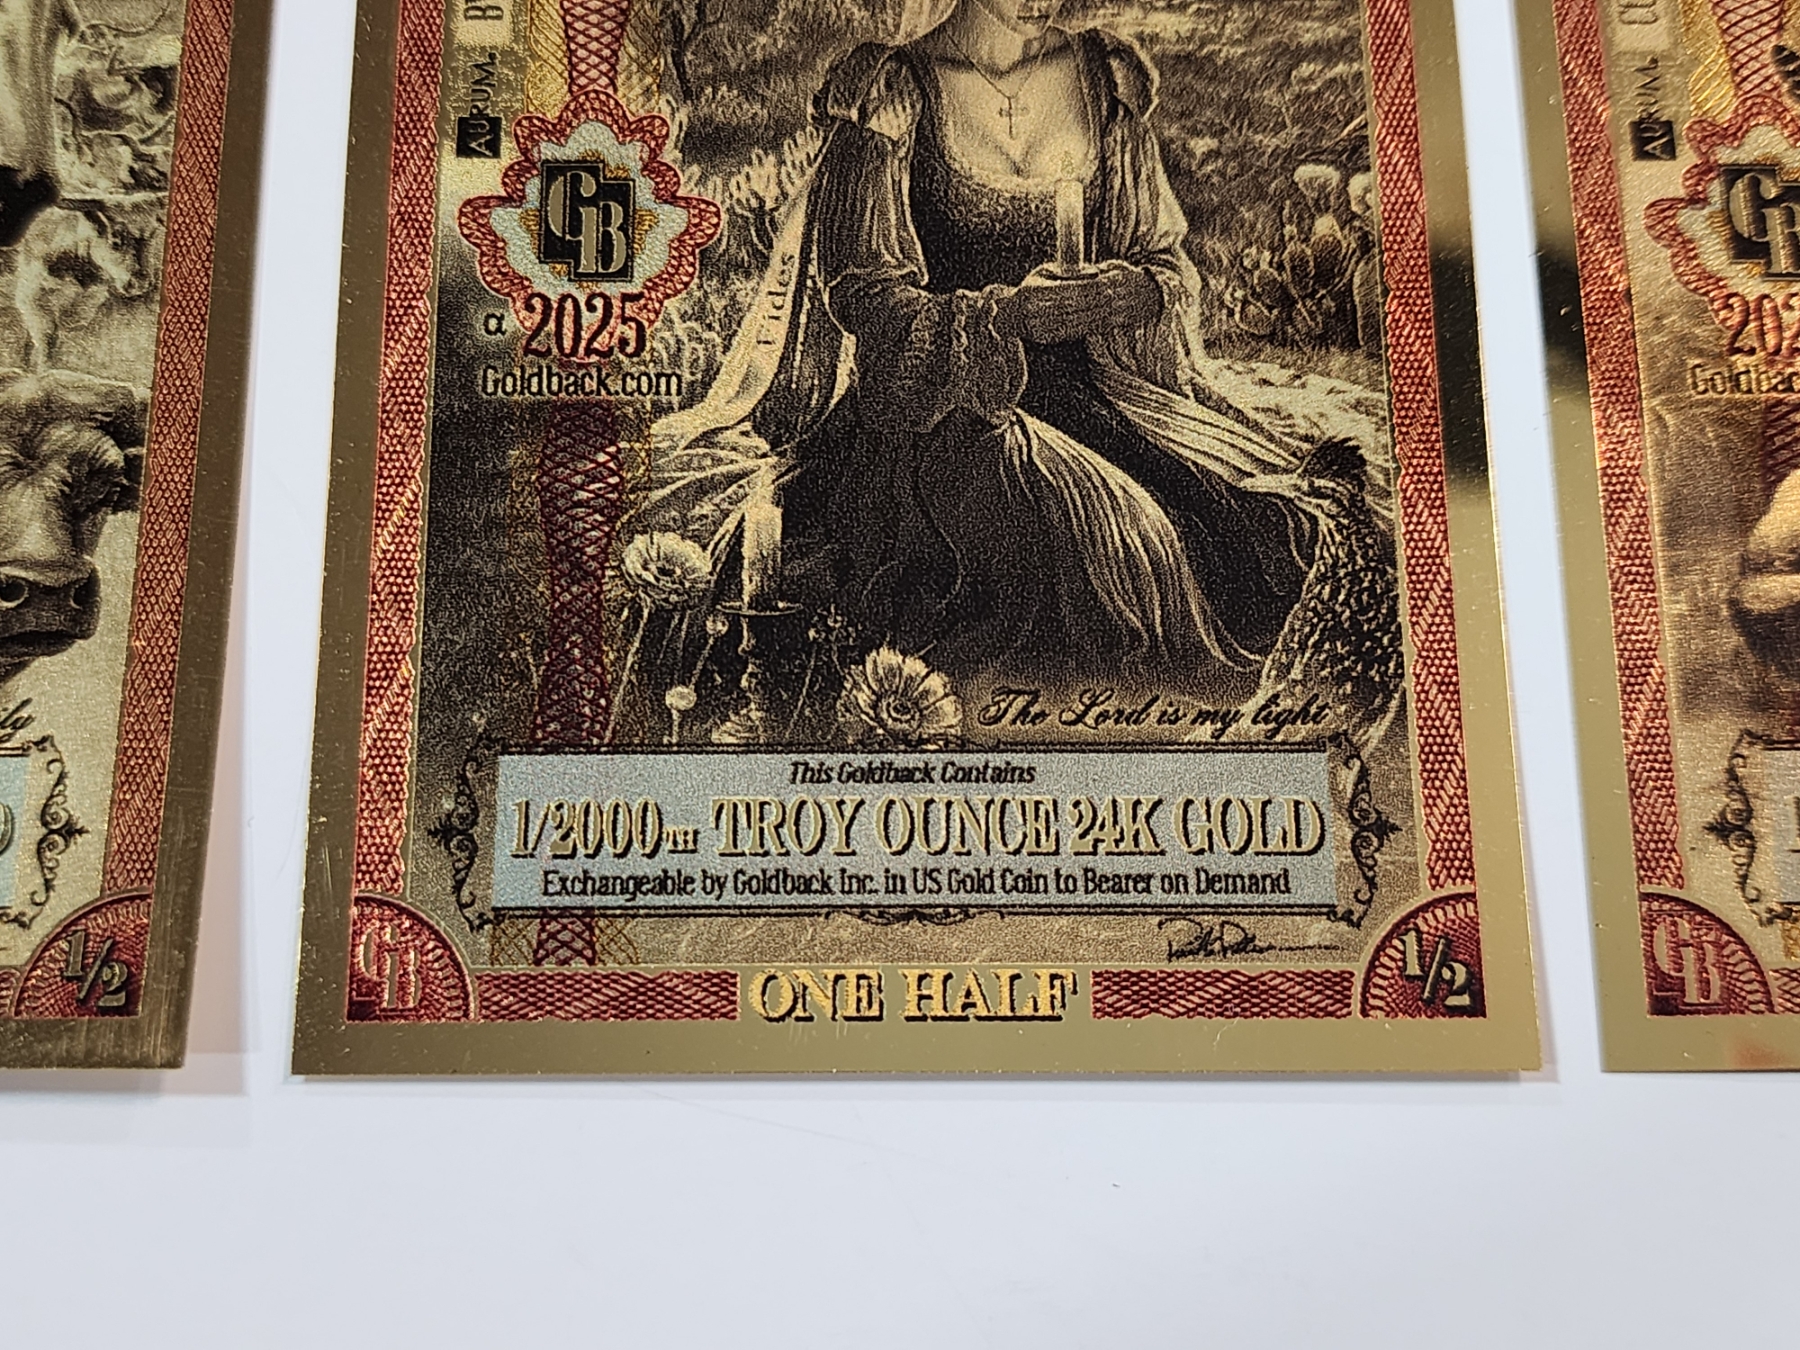 AURUM.
GB
α 2025
Goldback.com
Fides
The Lord is my light
This Goldback Contains
1/2000TH TROY OUNCE 24K GOLD
Exchangeable by Goldback Inc. in US Gold Coin to Bearer on Demand
GB
ONE HALF
1/2
1/2
AURUM.
GB
GB